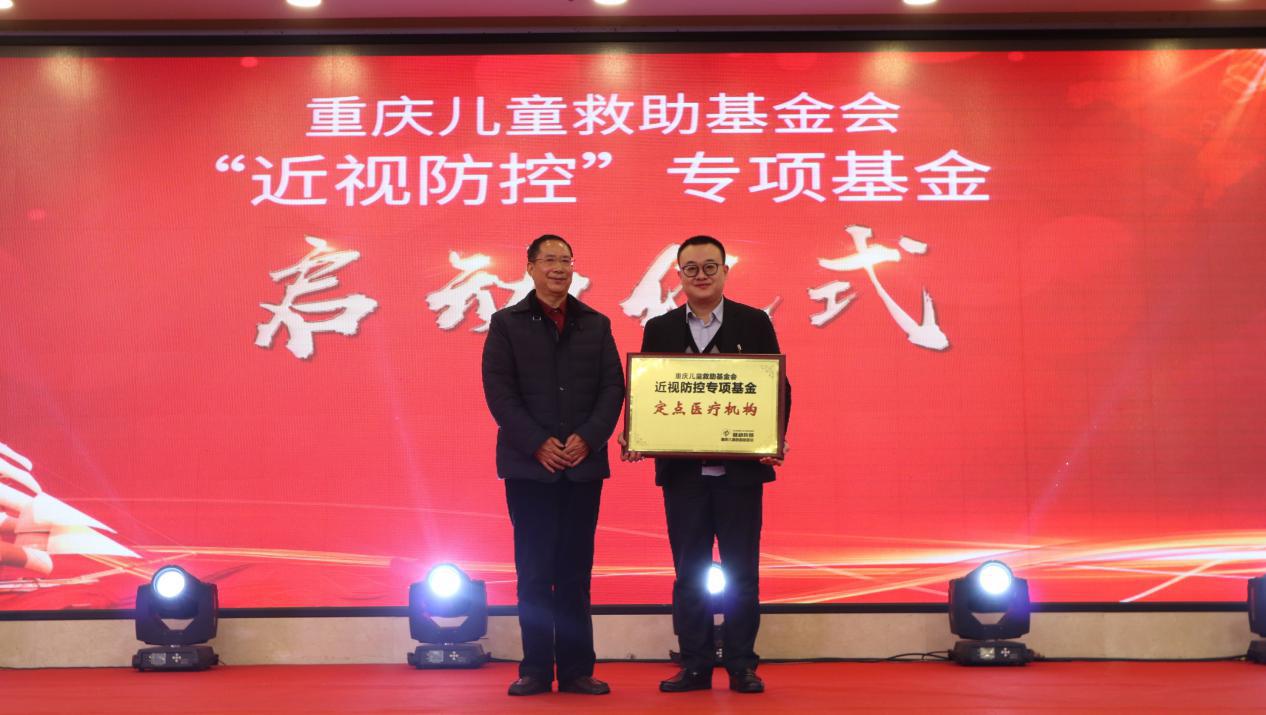 重庆儿童救助基金会
“近视防控”专项基金
启动仪式
重庆儿童救助基金会
近视防控专项基金
定点医疗机构